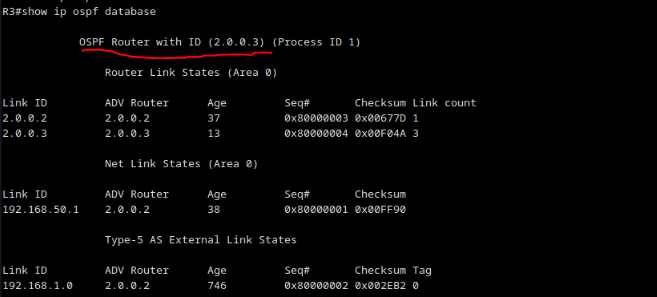 R3#show ip ospf database
OSPF Router with ID (2.0.0.3) (Process ID 1)
Router Link States (Area 0)
Link ID ADV Router Age Seq# Checksum Link count
2.0.0.2 2.0.0.2 37 0x80000003 0x00677D 1
2.0.0.3 2.0.0.3 13 0x80000004 0x00F04A 3
Net Link States (Area 0)
Link ID ADV Router Age Seq# Checksum
192.168.50.1 2.0.0.2 38 0x80000001 0x00FF90
Type-5 AS External Link States
Link ID ADV Router Age Seq# Checksum Tag
192.168.1.0 2.0.0.2 746 0x80000002 0x002EB2 0